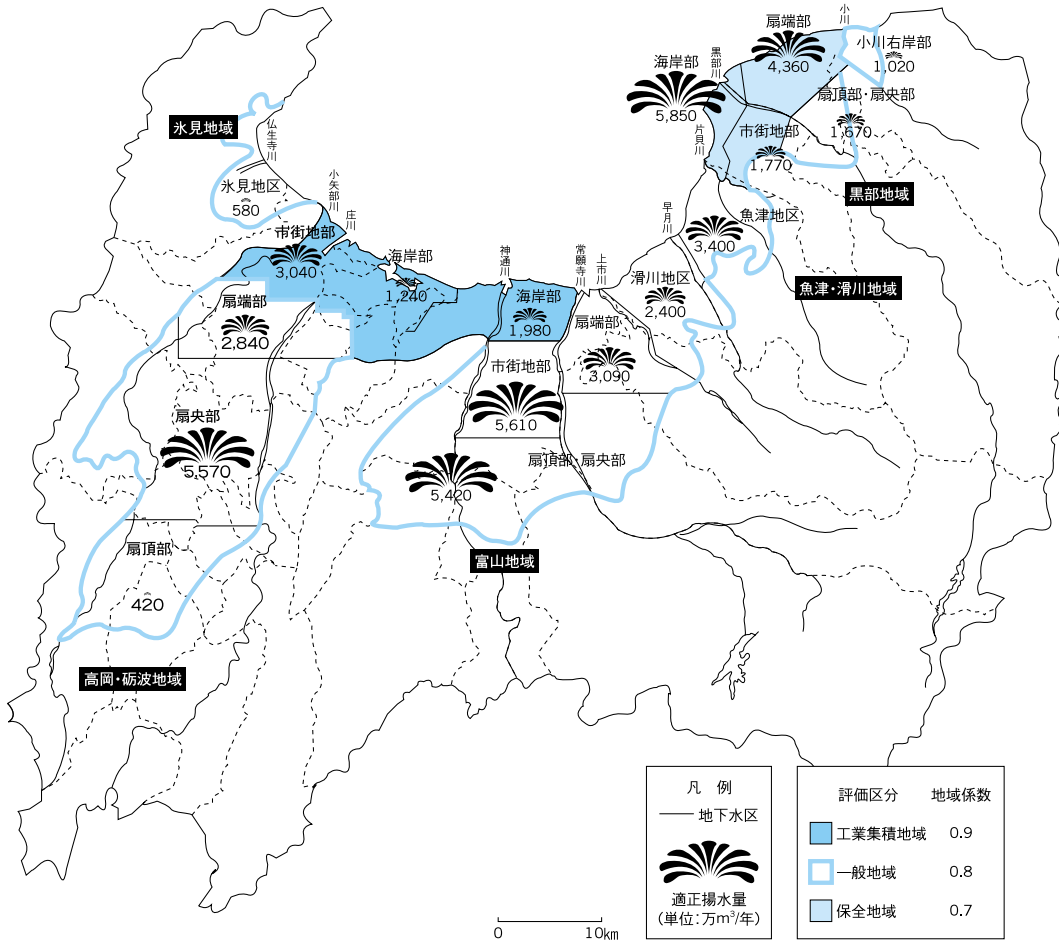 小川
扇端部
4,360
小川右岸部
1,020
黒部川
海岸部
5,850
扇頂部・扇央部
1,670
市街地部
1,770
片貝川
黒部地域
氷見地域
仏生寺川
氷見地区
580
小矢部川
庄川
市街地部
3,040
海岸部
1,240
神通川
常願寺川
上市川
早月川
魚津地区
3,400
滑川地区
2,400
魚津・滑川地域
海岸部
1,980
扇端部
3,090
扇端部
2,840
市街地部
5,610
扇央部
5,570
扇頂部・扇央部
5,420
扇頂部
420
富山地域
高岡・砺波地域
凡 例
地下水区
適正揚水量
(単位:万m³/年)
評価区分 地域係数
工業集積地域 0.9
一般地域 0.8
保全地域 0.7
0 10km